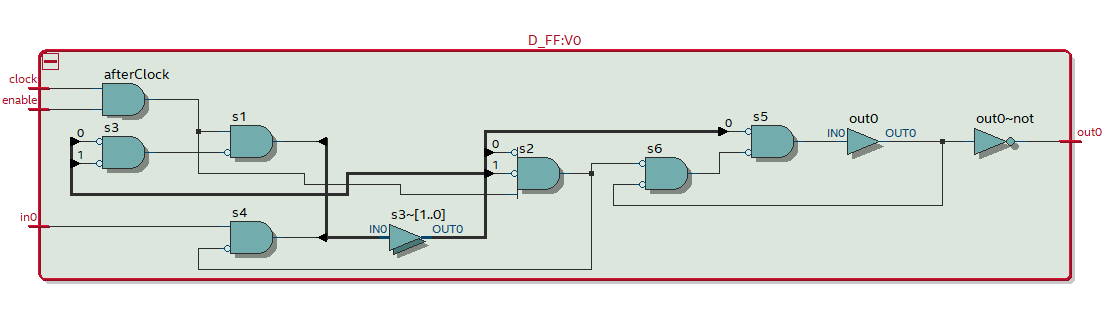 D_FF:V0
clock
afterClock
enable
s3
0
1
s1
0
s5
out0
IN0
OUT0
out0~not
out0
0
1
s2
s6
in0
s4
s3~[1..0]
IN0
OUT0